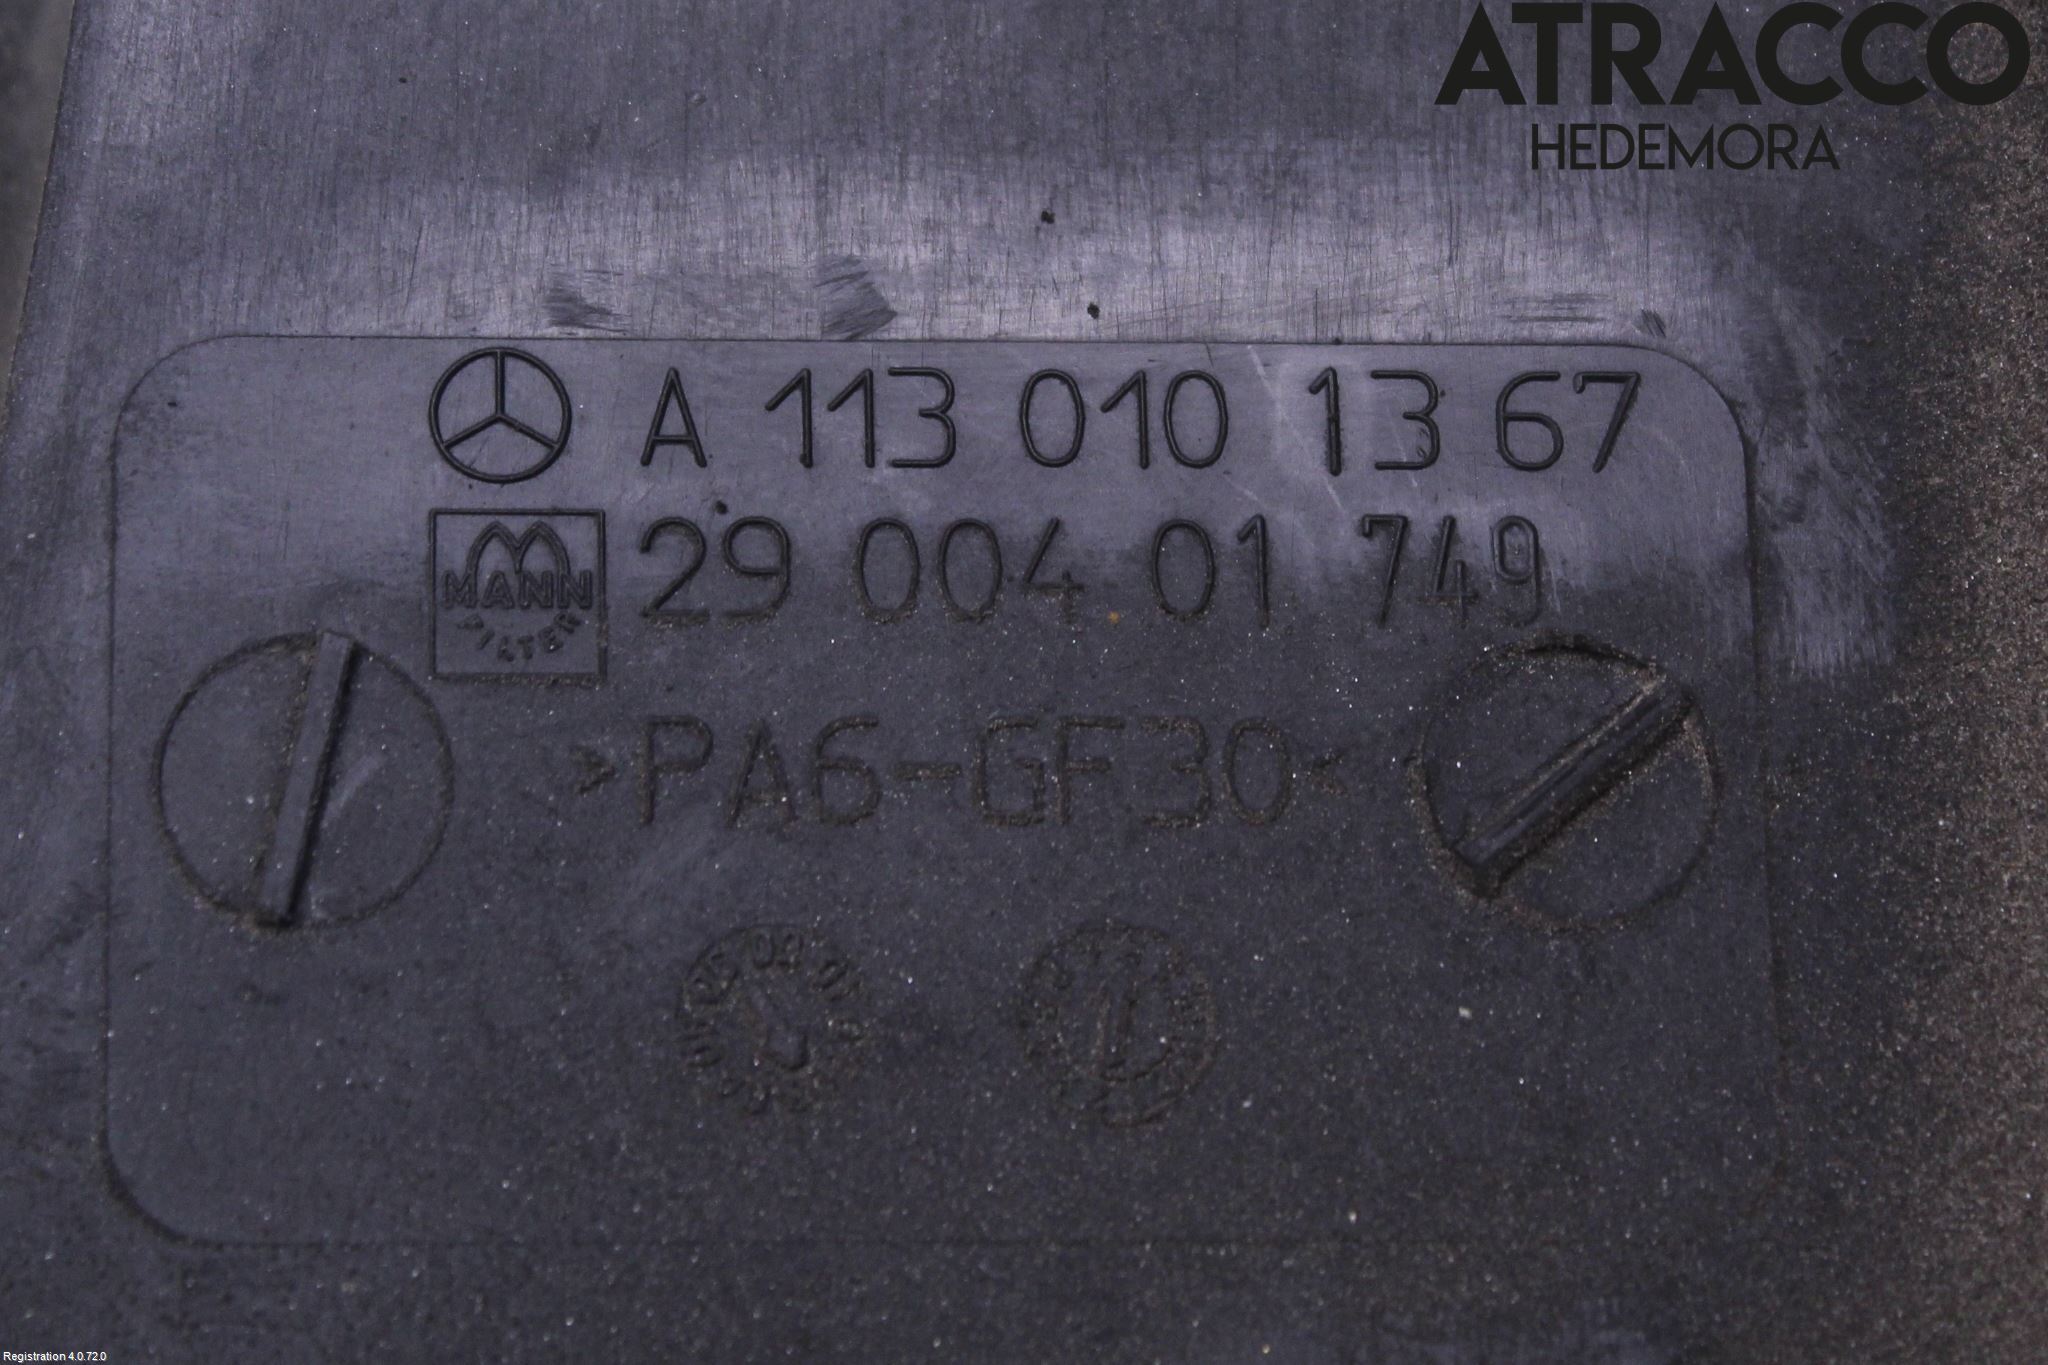 ATRACCO
HEDEMORA
A 113 010 13 67
MANN
FILTER
29 004 01 749
>PA6-GF30<
Registration 4.0.72.0